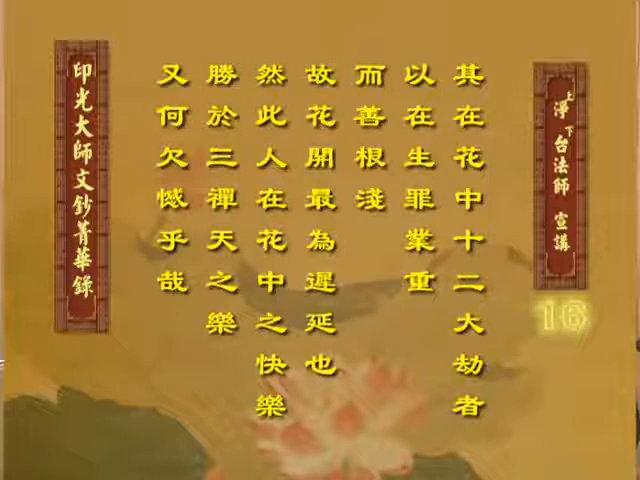 上淨下台法師 宣講
16
其在花中十二大劫者
以在生罪業重
而善根淺
故花開最為遲延也
然此人在花中之快樂
勝於三禪天之樂
又何欠憾乎哉
印光大師文鈔菁華錄